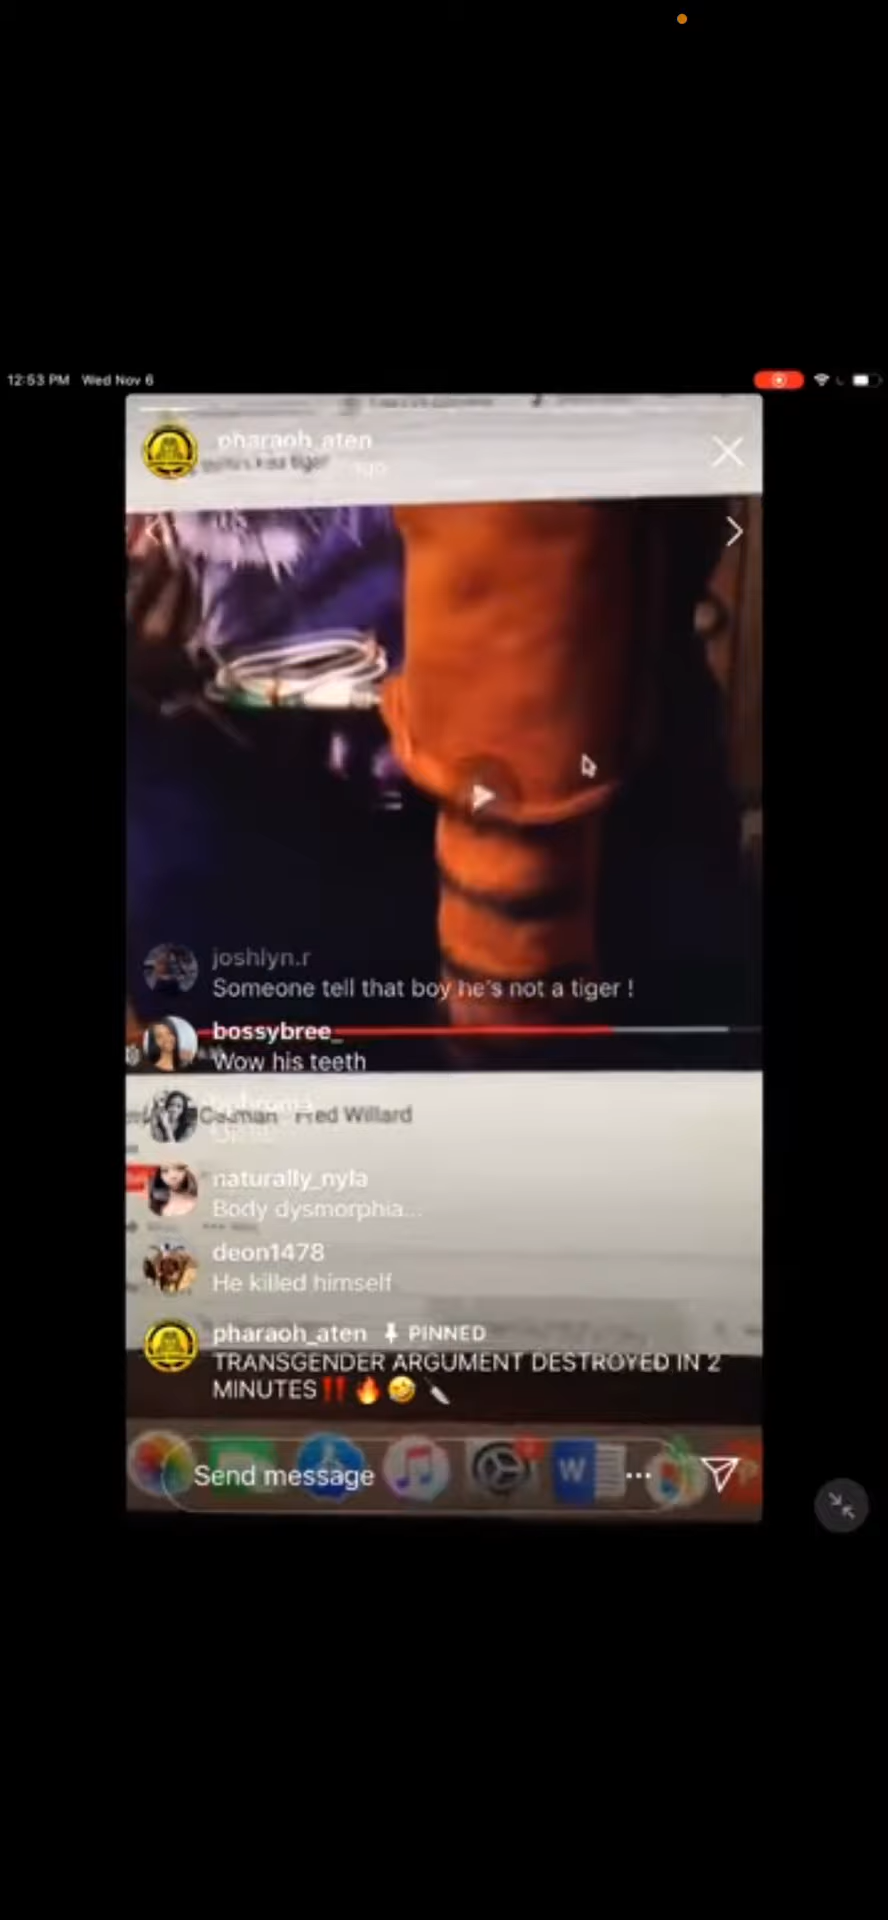 12:53 PM Wed Nov 6
pharaoh_aten
tiger
joshlyn.r
Someone tell that boy he's not a tiger !
bossybree_
Wow his teeth
Fred Willard
naturally_nyla
Body dysmorphia...
deon1478
He killed himself
pharaoh_aten PINNED
TRANSGENDER ARGUMENT DESTROYED IN 2
MINUTES‼️🔥🤣🔪
W
Send message